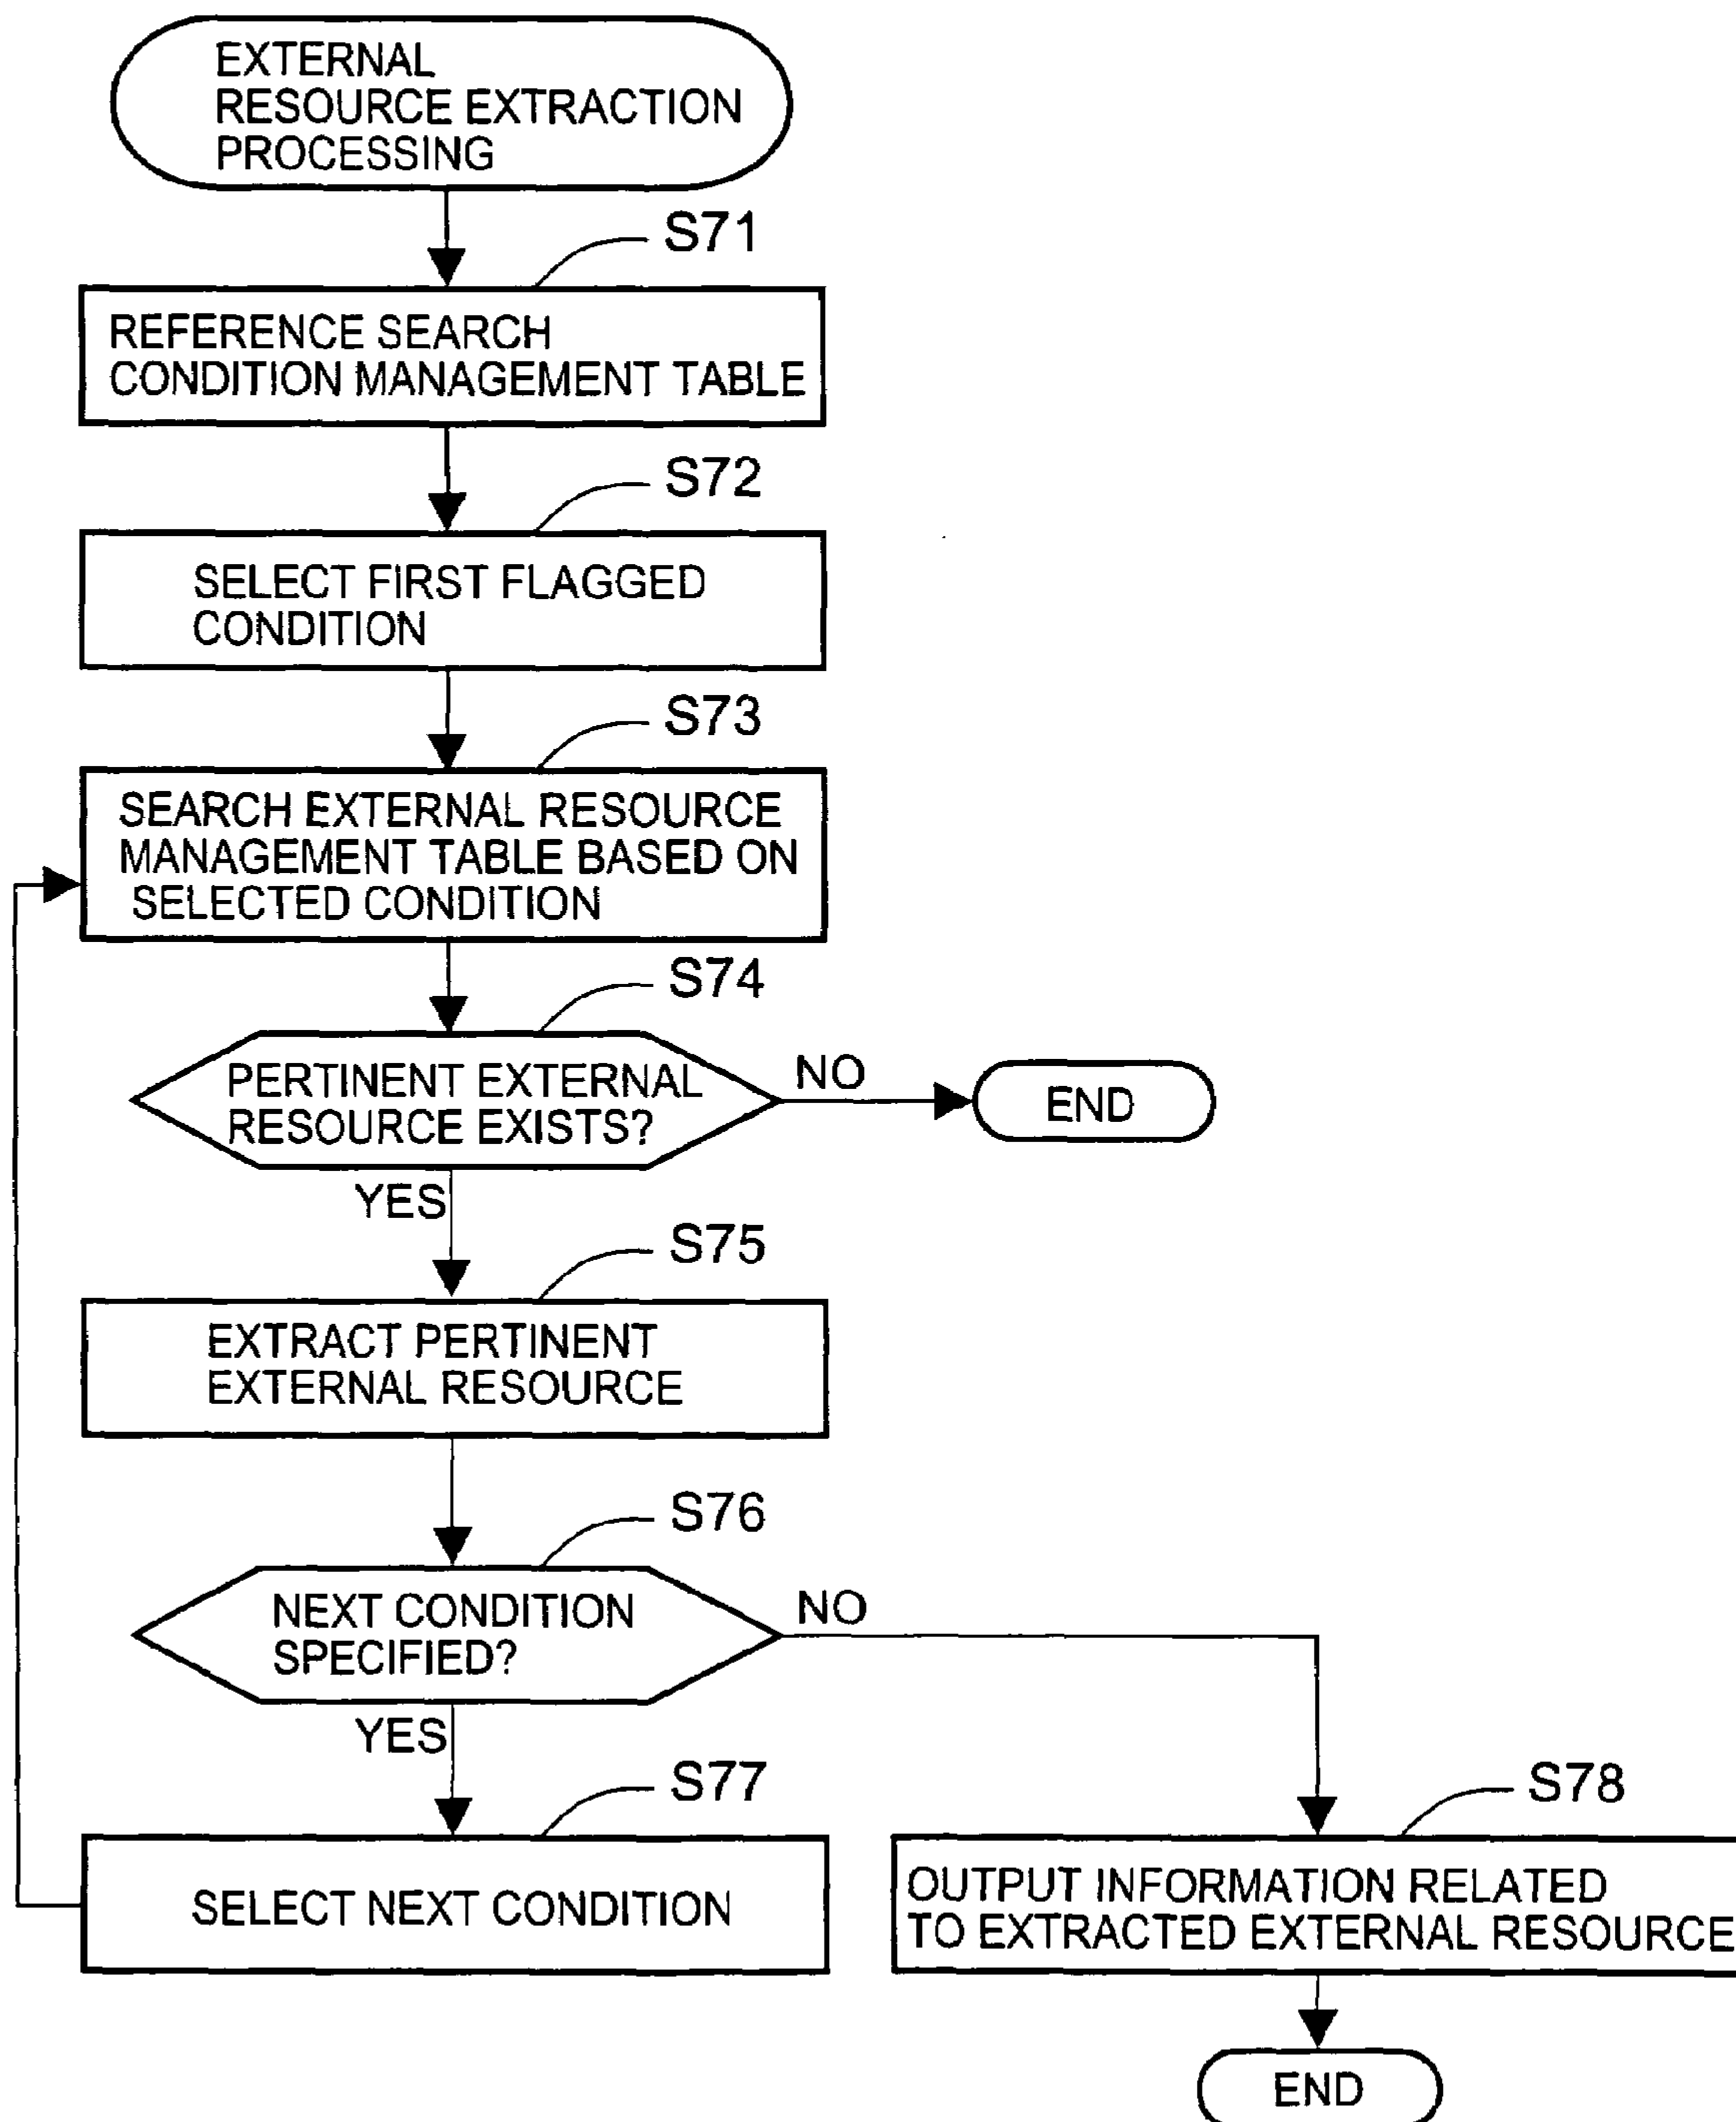 EXTERNAL
RESOURCE EXTRACTION
PROCESSING
S71
REFERENCE SEARCH
CONDITION MANAGEMENT TABLE
S72
SELECT FIRST FLAGGED
CONDITION
S73
SEARCH EXTERNAL RESOURCE
MANAGEMENT TABLE BASED ON
SELECTED CONDITION
S74
PERTINENT EXTERNAL
RESOURCE EXISTS?
NO
END
YES
S75
EXTRACT PERTINENT
EXTERNAL RESOURCE
S76
NEXT CONDITION
SPECIFIED?
NO
YES
S77
SELECT NEXT CONDITION
S78
OUTPUT INFORMATION RELATED
TO EXTRACTED EXTERNAL RESOURCE
END